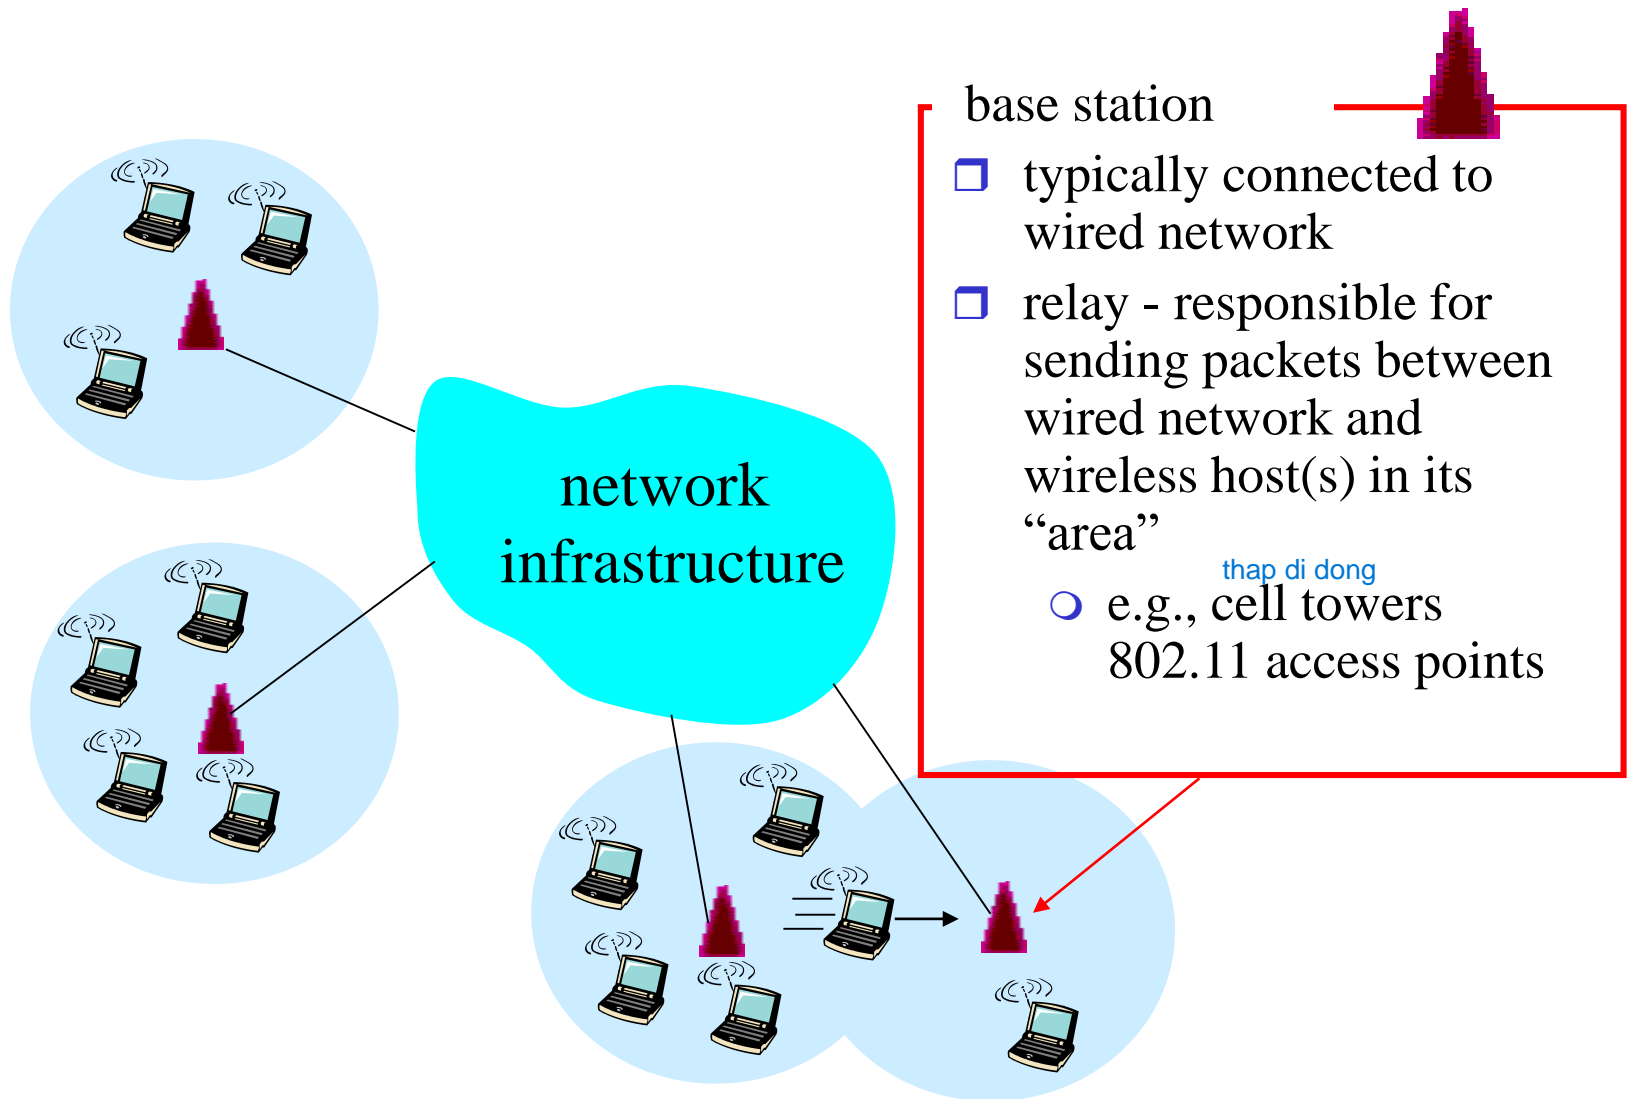 base station
typically connected to
wired network
relay - responsible for
sending packets between
wired network and
wireless host(s) in its
“area”
thap di dong
e.g., cell towers
802.11 access points
network
infrastructure